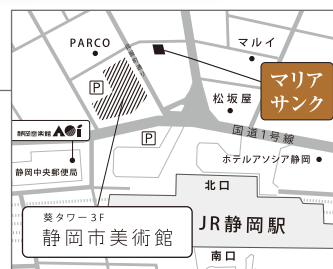 PARCO
マルイ
P
マリア
サンク
松坂屋
静岡音楽館 AOI
P
国道1号線
ホテルアソシア静岡
静岡中央郵便局
北口
葵タワー3F
静岡市美術館
JR静岡駅
南口